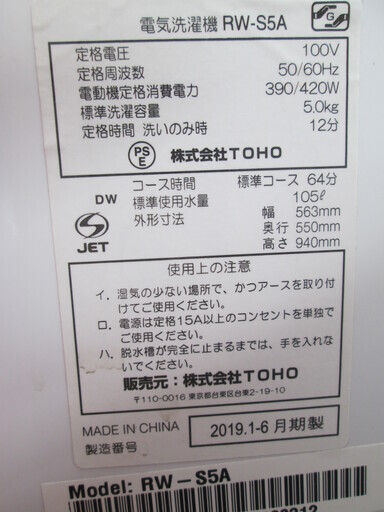 電気洗濯機 RW-S5A
定格電圧 100V
定格周波数 50/60Hz
電動機定格消費電力 390/420W
標準洗濯容量 5.0kg
定格時間 洗いのみ時 12分
PS
E
株式会社TOHO
DW
S
JET
コース時間 標準コース 64分
標準使用水量 105ℓ
外形寸法 幅 563mm
奥行 550mm
高さ 940mm
使用上の注意
イ. 湿気の少ない場所で、かつアースを取り付
けてご使用ください。
ロ. 電源は定格15A以上のコンセントを単独で
ご使用ください。
ハ. 脱水槽が完全に止まるまでは、手を入れな
いでください。
販売元:株式会社TOHO
〒110-0016 東京都台東区台東2-19-10
MADE IN CHINA
2019.1-6月期製
製造番号
Model: RW-S5A